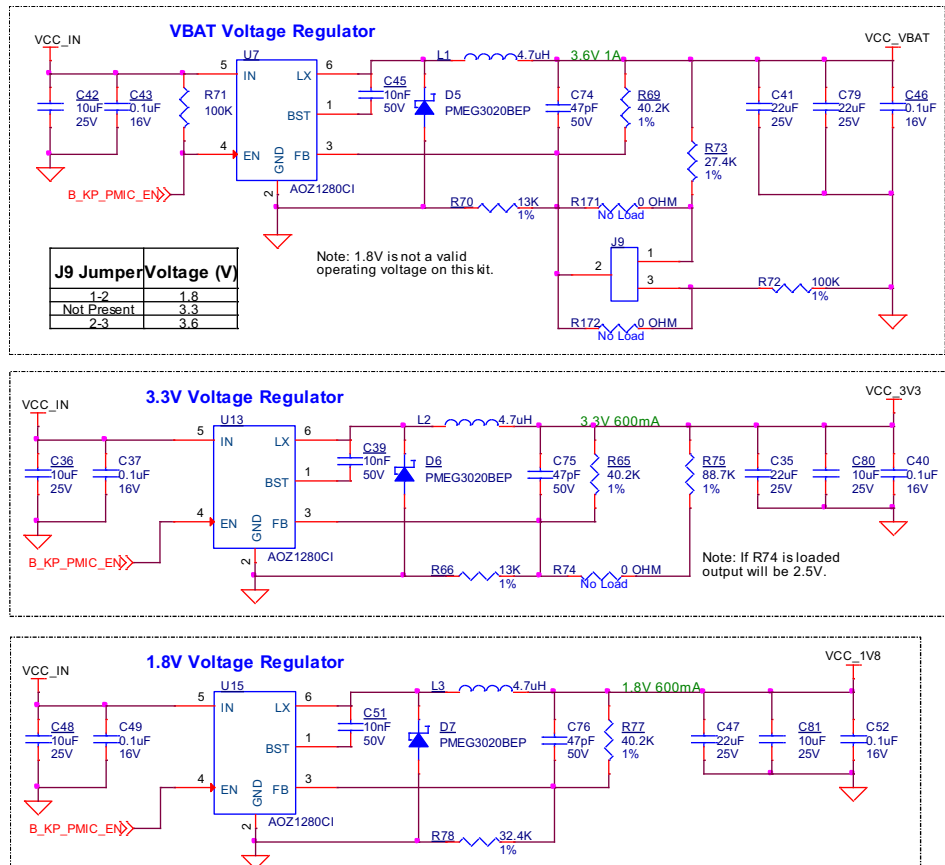 VBAT Voltage Regulator
VCC_IN
VCC_VBAT
U7
L1
4.7uH
3.6V 1A
5
IN
LX
6
C42
10uF
25V
C43
0.1uF
16V
R71
100K
C45
10nF
50V
BST
1
D5
PMEG3020BEP
C74
47pF
50V
R69
40.2K
1%
C41
22uF
25V
C79
22uF
25V
C46
0.1uF
16V
4
EN
GND
FB
3
2
AOZ1280CI
R73
27.4K
1%
B_KP_PMIC_EN
R70
13K
1%
R171
0 OHM
No Load
Note: 1.8V is not a valid
operating voltage on this kit.
J9
1
2
3
J9 Jumper Voltage (V)
1-2 1.8
Not Present 3.3
2-3 3.6
R72
100K
1%
R172
0 OHM
No Load
3.3V Voltage Regulator
VCC_IN
VCC_3V3
U13
L2
4.7uH
3.3V 600mA
5
IN
LX
6
C36
10uF
25V
C37
0.1uF
16V
C39
10nF
50V
BST
1
D6
PMEG3020BEP
C75
47pF
50V
R65
40.2K
1%
R75
88.7K
1%
C35
22uF
25V
C80
10uF
25V
C40
0.1uF
16V
4
EN
GND
FB
3
2
AOZ1280CI
B_KP_PMIC_EN
R66
13K
1%
R74
0 OHM
No Load
Note: If R74 is loaded
output will be 2.5V.
1.8V Voltage Regulator
VCC_IN
VCC_1V8
U15
L3
4.7uH
1.8V 600mA
5
IN
LX
6
C48
10uF
25V
C49
0.1uF
16V
C51
10nF
50V
BST
1
D7
PMEG3020BEP
C76
47pF
50V
R77
40.2K
1%
C47
22uF
25V
C81
10uF
25V
C52
0.1uF
16V
4
EN
GND
FB
3
2
AOZ1280CI
B_KP_PMIC_EN
R78
32.4K
1%